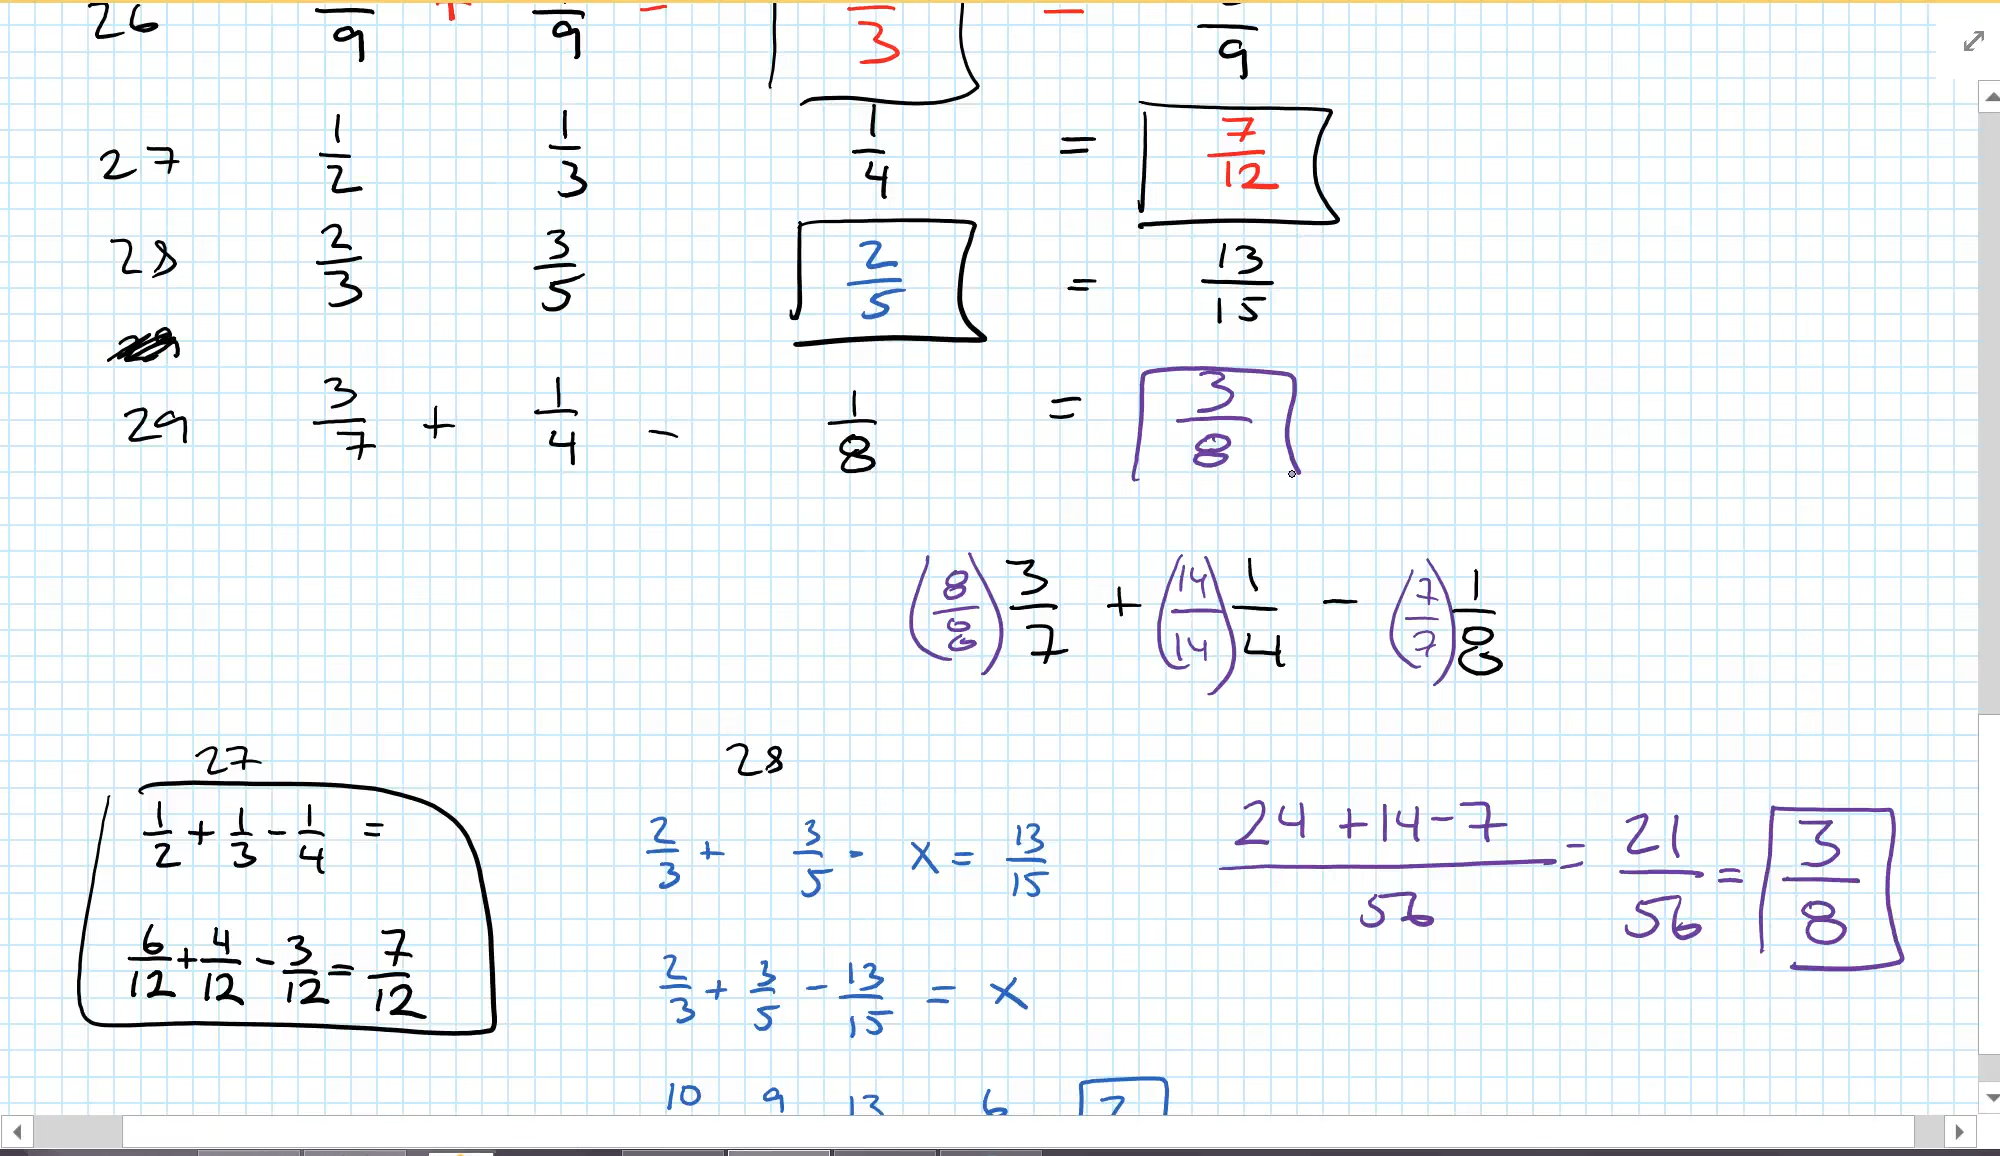 26 /9 + /9 - /3 = /9
27 1/2 1/3 1/4 = 7/12
28 2/3 3/5 2/5 = 13/15
29 3/7 + 1/4 - 1/8 = 3/8
(8/8) 3/7 + (14/14) 1/4 - (7/7) 1/8
27
1/2 + 1/3 - 1/4 =
6/12 + 4/12 - 3/12 = 7/12
28
2/3 + 3/5 - x = 13/15
2/3 + 3/5 - 13/15 = x
10 9 13 6
24 + 14 - 7/56 = 21/56 = 3/8